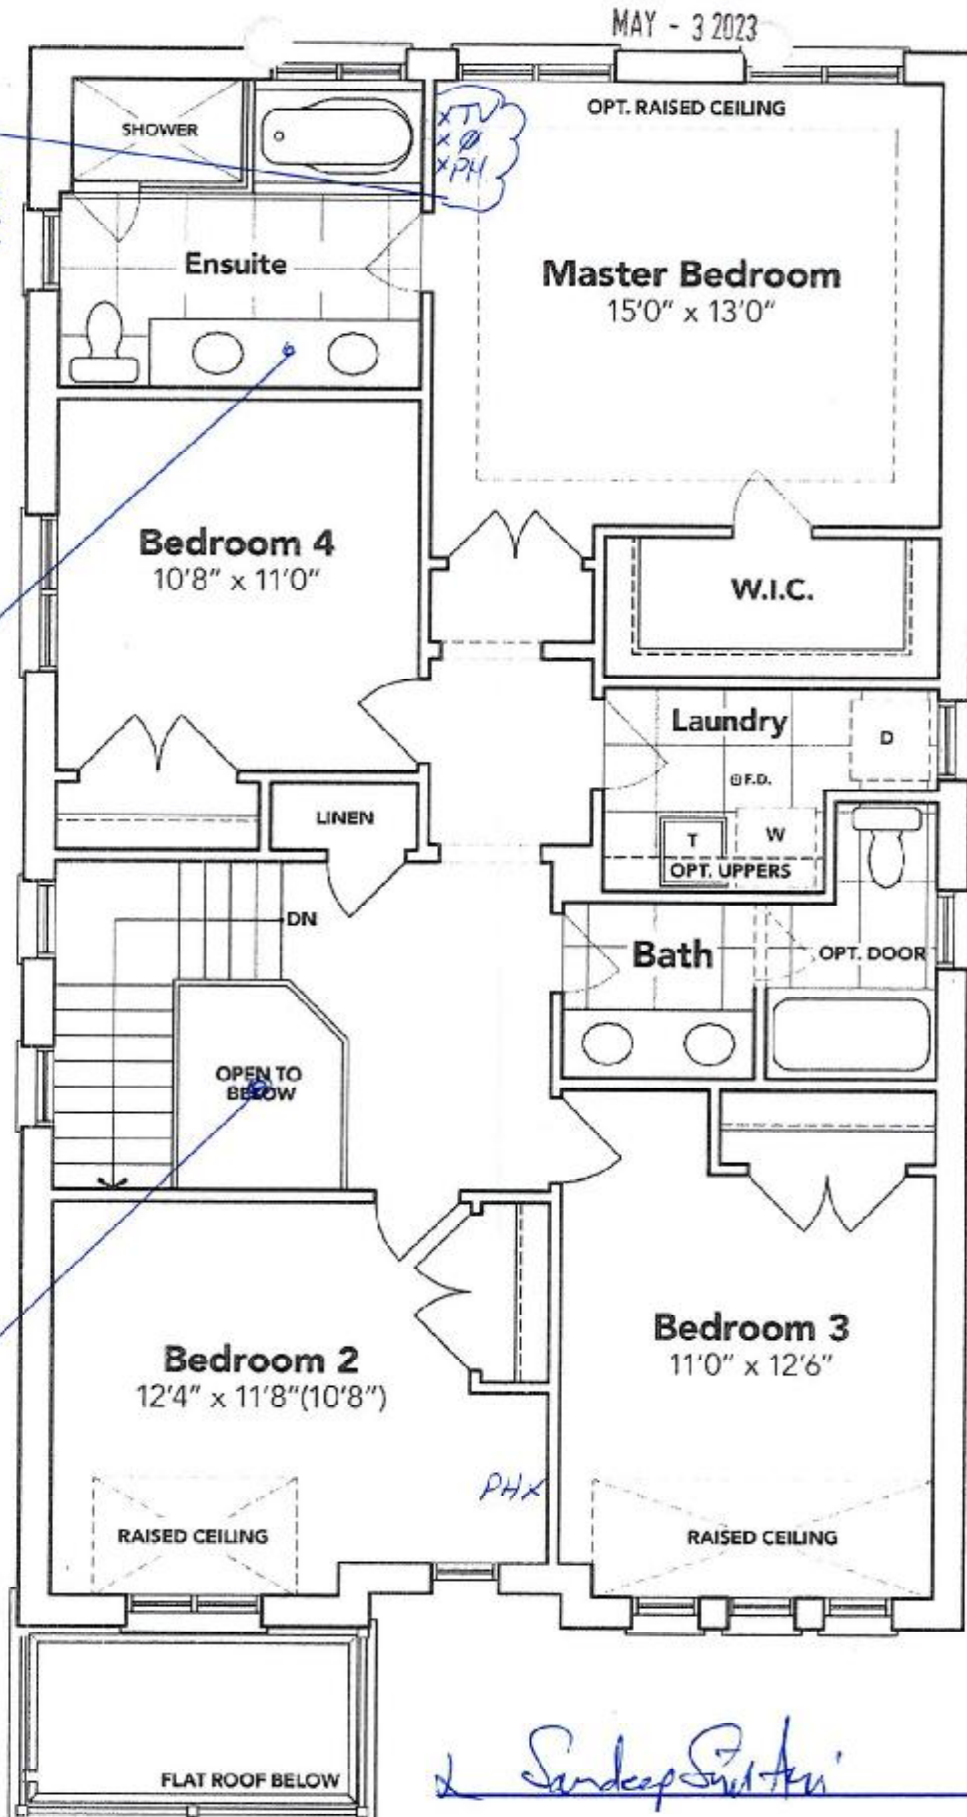 MAY - 3 2023
OPT. RAISED CEILING
SHOWER
XTV
XØ
XPH
Ensuite
Master Bedroom
15'0" x 13'0"
Bedroom 4
10'8" x 11'0"
W.I.C.
Laundry
D
F.D.
LINEN
T
W
OPT. UPPERS
DN
Bath
OPT. DOOR
OPEN TO
BELOW
Bedroom 2
12'4" x 11'8"(10'8")
Bedroom 3
11'0" x 12'6"
PHX
RAISED CEILING
RAISED CEILING
FLAT ROOF BELOW
Sandeep